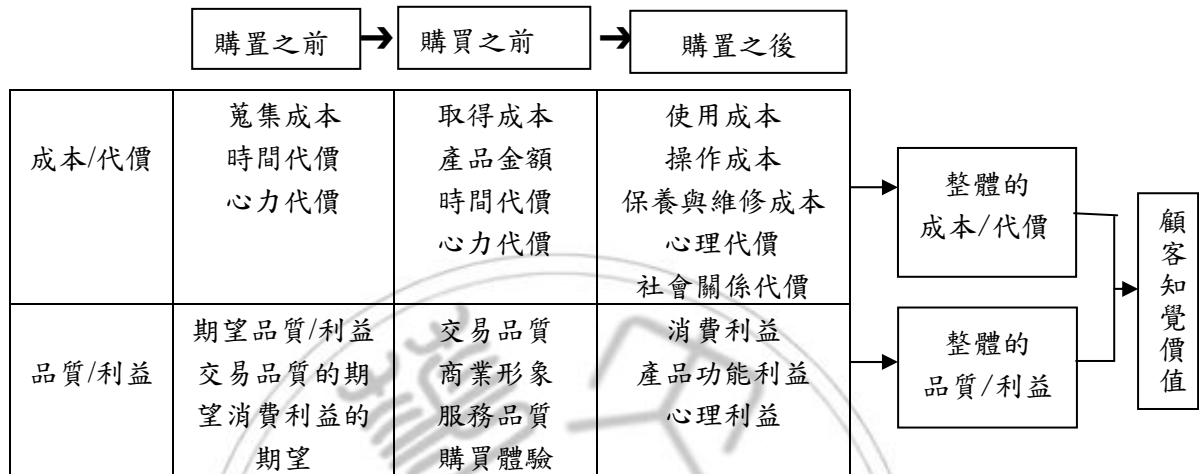 購置之前
購買之前
購置之後
成本/代價
蒐集成本
時間代價
心力代價
取得成本
產品金額
時間代價
心力代價
使用成本
操作成本
保養與維修成本
心理代價
社會關係代價
品質/利益
期望品質/利益
交易品質的期
望消費利益的
期望
交易品質
商業形象
服務品質
購買體驗
消費利益
產品功能利益
心理利益
整體的
成本/代價
整體的
品質/利益
顧客知覺價值